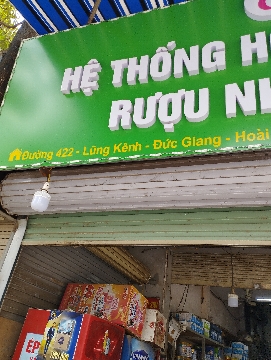 HỆ THỐNG
RƯỢU
Đường 422 - Lũng Kênh - Đức Giang - Hoài